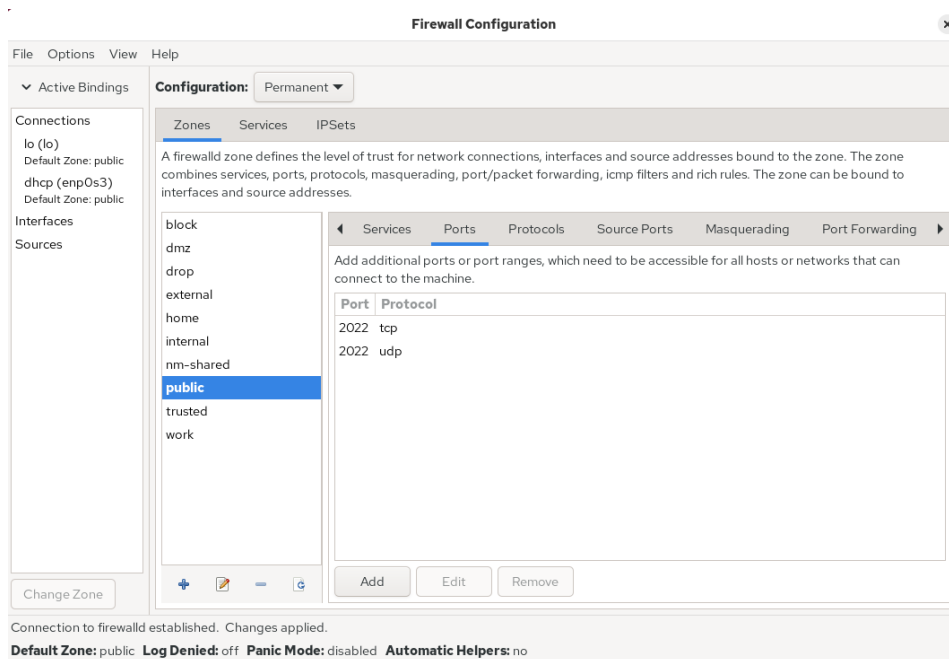 Firewall Configuration
File Options View Help
Active Bindings
Configuration: Permanent
Connections
lo (lo)
Default Zone: public
dhcp (enp0s3)
Default Zone: public
Interfaces
Sources
Change Zone
Zones Services IPSets
A firewalld zone defines the level of trust for network connections, interfaces and source addresses bound to the zone. The zone
combines services, ports, protocols, masquerading, port/packet forwarding, icmp filters and rich rules. The zone can be bound to
interfaces and source addresses.
block
dmz
drop
external
home
internal
nm-shared
public
trusted
work
Services Ports Protocols Source Ports Masquerading Port Forwarding
Add additional ports or port ranges, which need to be accessible for all hosts or networks that can
connect to the machine.
Port Protocol
2022 tcp
2022 udp
Add Edit Remove
Connection to firewalld established. Changes applied.
Default Zone: public Log Denied: off Panic Mode: disabled Automatic Helpers: no